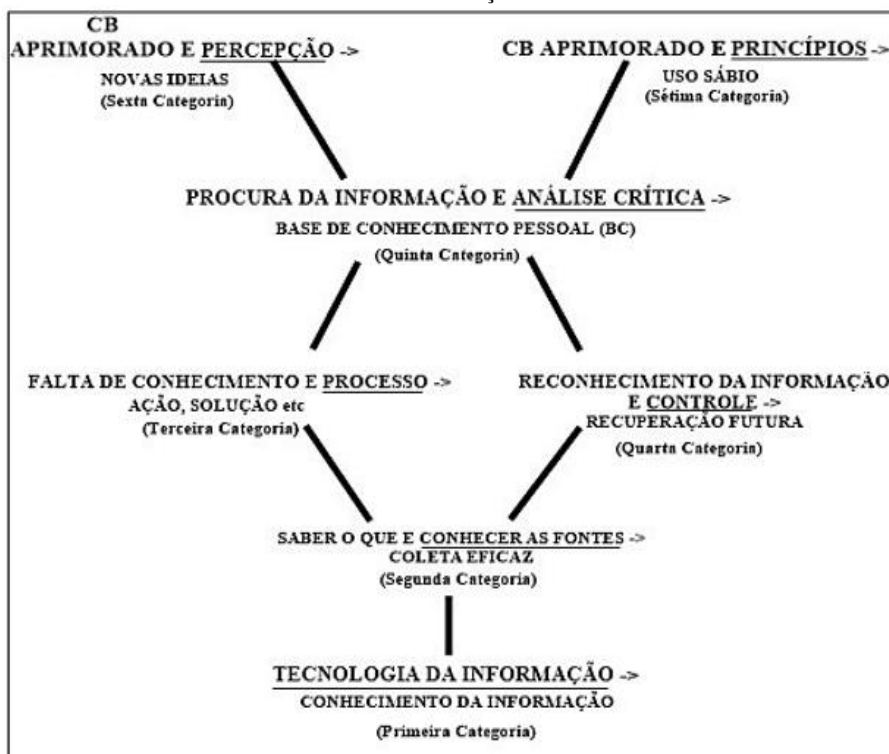 CB
APRIMORADO E PERCEPÇÃO ->
NOVAS IDEIAS
(Sexta Categoria)
CB APRIMORADO E PRINCÍPIOS ->
USO SÁBIO
(Sétima Categoria)
PROCURA DA INFORMAÇÃO E ANÁLISE CRÍTICA ->
BASE DE CONHECIMENTO PESSOAL (BC)
(Quinta Categoria)
FALTA DE CONHECIMENTO E PROCESSO ->
AÇÃO, SOLUÇÃO etc
(Terceira Categoria)
RECONHECIMENTO DA INFORMAÇÃO
E CONTROLE ->
RECUPERAÇÃO FUTURA
(Quarta Categoria)
SABER O QUE E CONHECER AS FONTES ->
COLETA EFICAZ
(Segunda Categoria)
TECNOLOGIA DA INFORMAÇÃO ->
CONHECIMENTO DA INFORMAÇÃO
(Primeira Categoria)